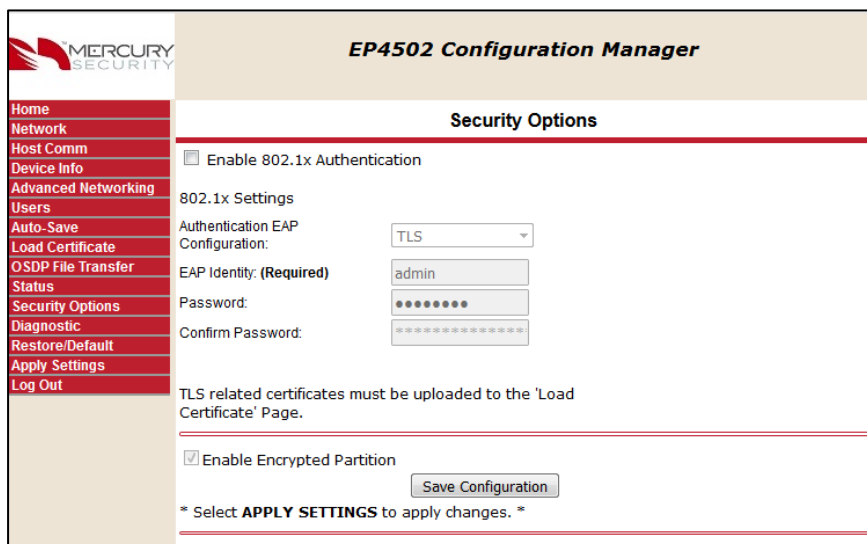 MERCURY
SECURITY
EP4502 Configuration Manager
Home
Network
Host Comm
Device Info
Advanced Networking
Users
Auto-Save
Load Certificate
OSDP File Transfer
Status
Security Options
Diagnostic
Restore/Default
Apply Settings
Log Out
Security Options
Enable 802.1x Authentication
802.1x Settings
Authentication EAP
Configuration:
TLS
EAP Identity: (Required)
admin
Password:
••••••••
Confirm Password:
**************
TLS related certificates must be uploaded to the 'Load
Certificate' Page.
Enable Encrypted Partition
Save Configuration
* Select APPLY SETTINGS to apply changes. *